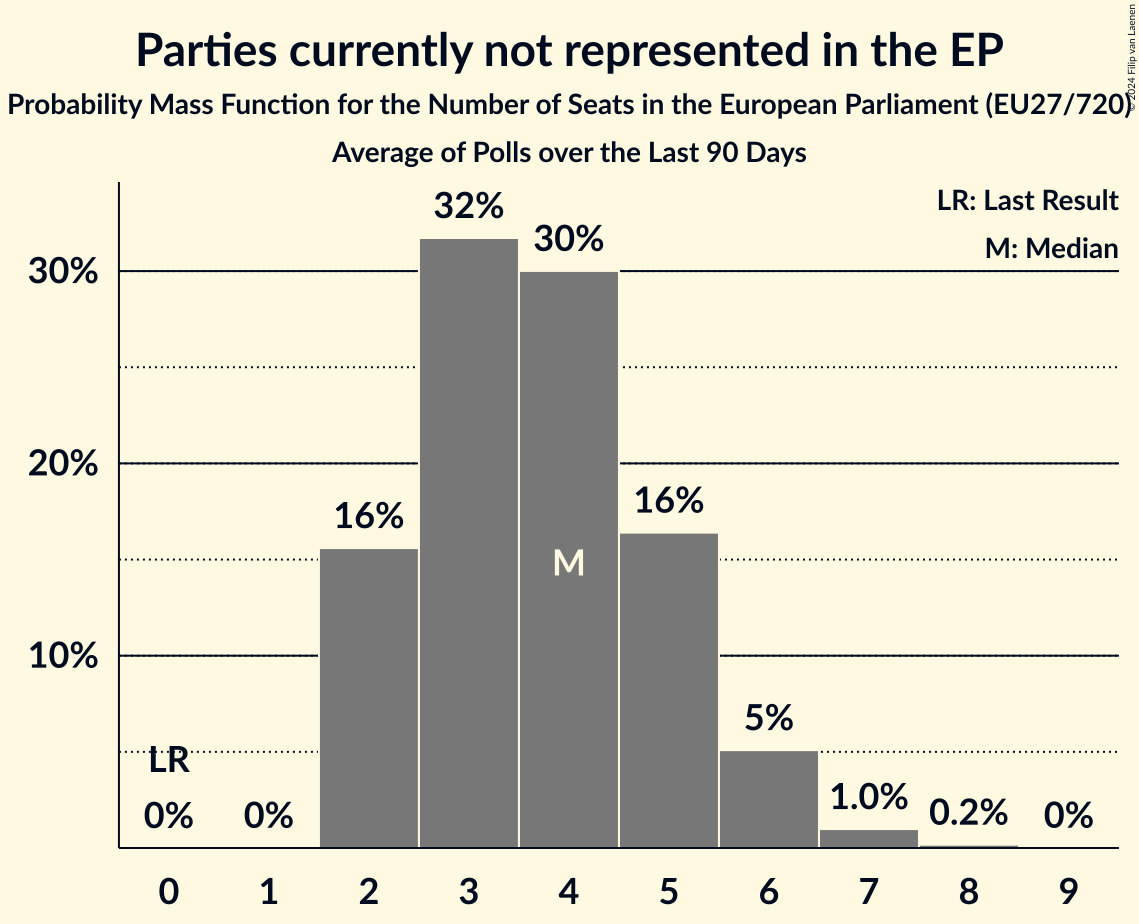 Parties currently not represented in the EP
Probability Mass Function for the Number of Seats in the European Parliament (EU27/720)
Average of Polls over the Last 90 Days
© 2024 Filip van Laenen
LR: Last Result
M: Median
30%
20%
10%
LR
0%
0%
16%
32%
30%
M
16%
5%
1.0%
0.2%
0%
0 1 2 3 4 5 6 7 8 9